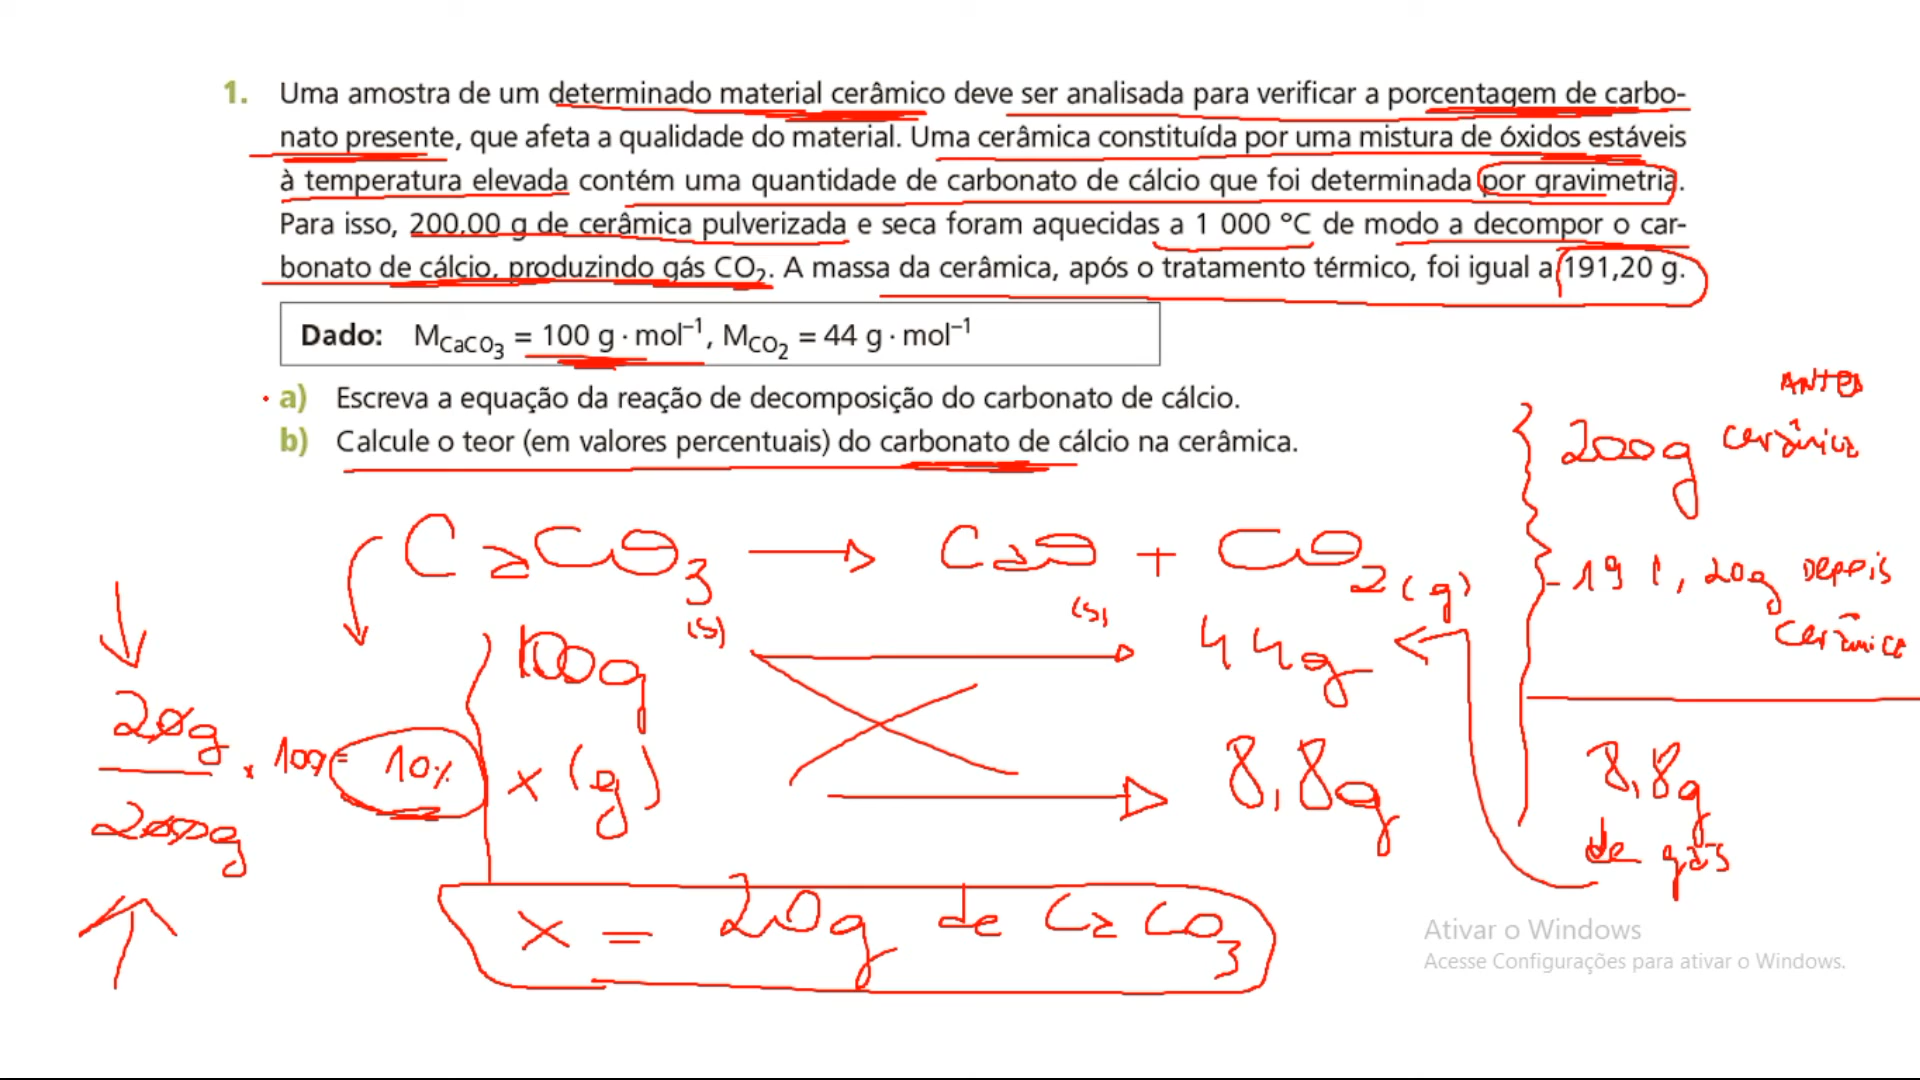 1. Uma amostra de um determinado material cerâmico deve ser analisada para verificar a porcentagem de carbo-
nato presente, que afeta a qualidade do material. Uma cerâmica constituída por uma mistura de óxidos estáveis
à temperatura elevada contém uma quantidade de carbonato de cálcio que foi determinada por gravimetria.
Para isso, 200,00 g de cerâmica pulverizada e seca foram aquecidas a 1 000 °C de modo a decompor o car-
bonato de cálcio, produzindo gás CO₂. A massa da cerâmica, após o tratamento térmico, foi igual a 191,20 g.
Dado: M_CaCO₃ = 100 g · mol⁻¹, M_CO₂ = 44 g · mol⁻¹
a) Escreva a equação da reação de decomposição do carbonato de cálcio.
b) Calcule o teor (em valores percentuais) do carbonato de cálcio na cerâmica.
ANTES
200g cerâmica
CaCO₃ (s) → CaO (s) + CO₂ (g)
- 191,20g DEPOIS
cerâmica
100g → 44g
20g / 200g × 100 = 10%
x (g) → 8,8g
8,8g
de gás
x = 20g de CaCO₃
Ativar o Windows
Acesse Configurações para ativar o Windows.